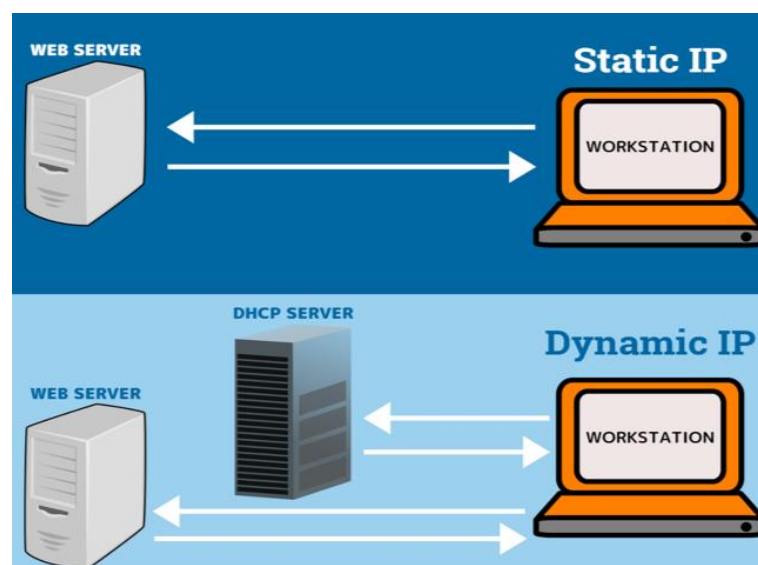 WEB SERVER
Static IP
WORKSTATION
DHCP SERVER
Dynamic IP
WEB SERVER
WORKSTATION